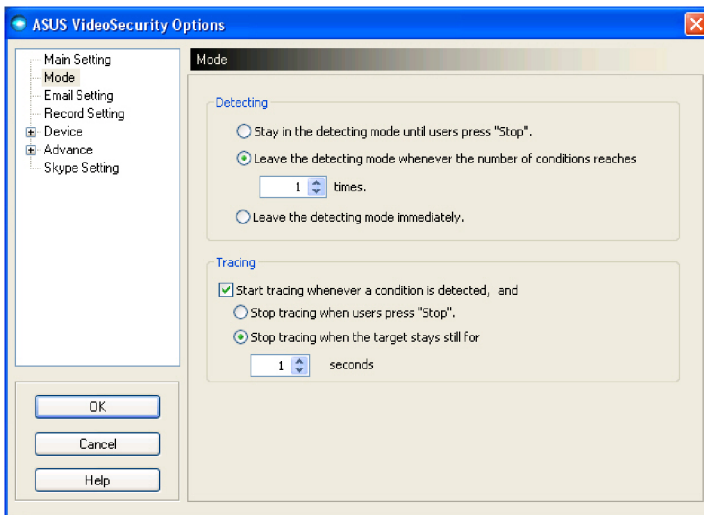 ASUS VideoSecurity Options
Main Setting
Mode
Email Setting
Record Setting
Device
Advance
Skype Setting
OK
Cancel
Help
Mode
Detecting
Stay in the detecting mode until users press "Stop".
Leave the detecting mode whenever the number of conditions reaches
1 times.
Leave the detecting mode immediately.
Tracing
Start tracing whenever a condition is detected, and
Stop tracing when users press "Stop".
Stop tracing when the target stays still for
1 seconds